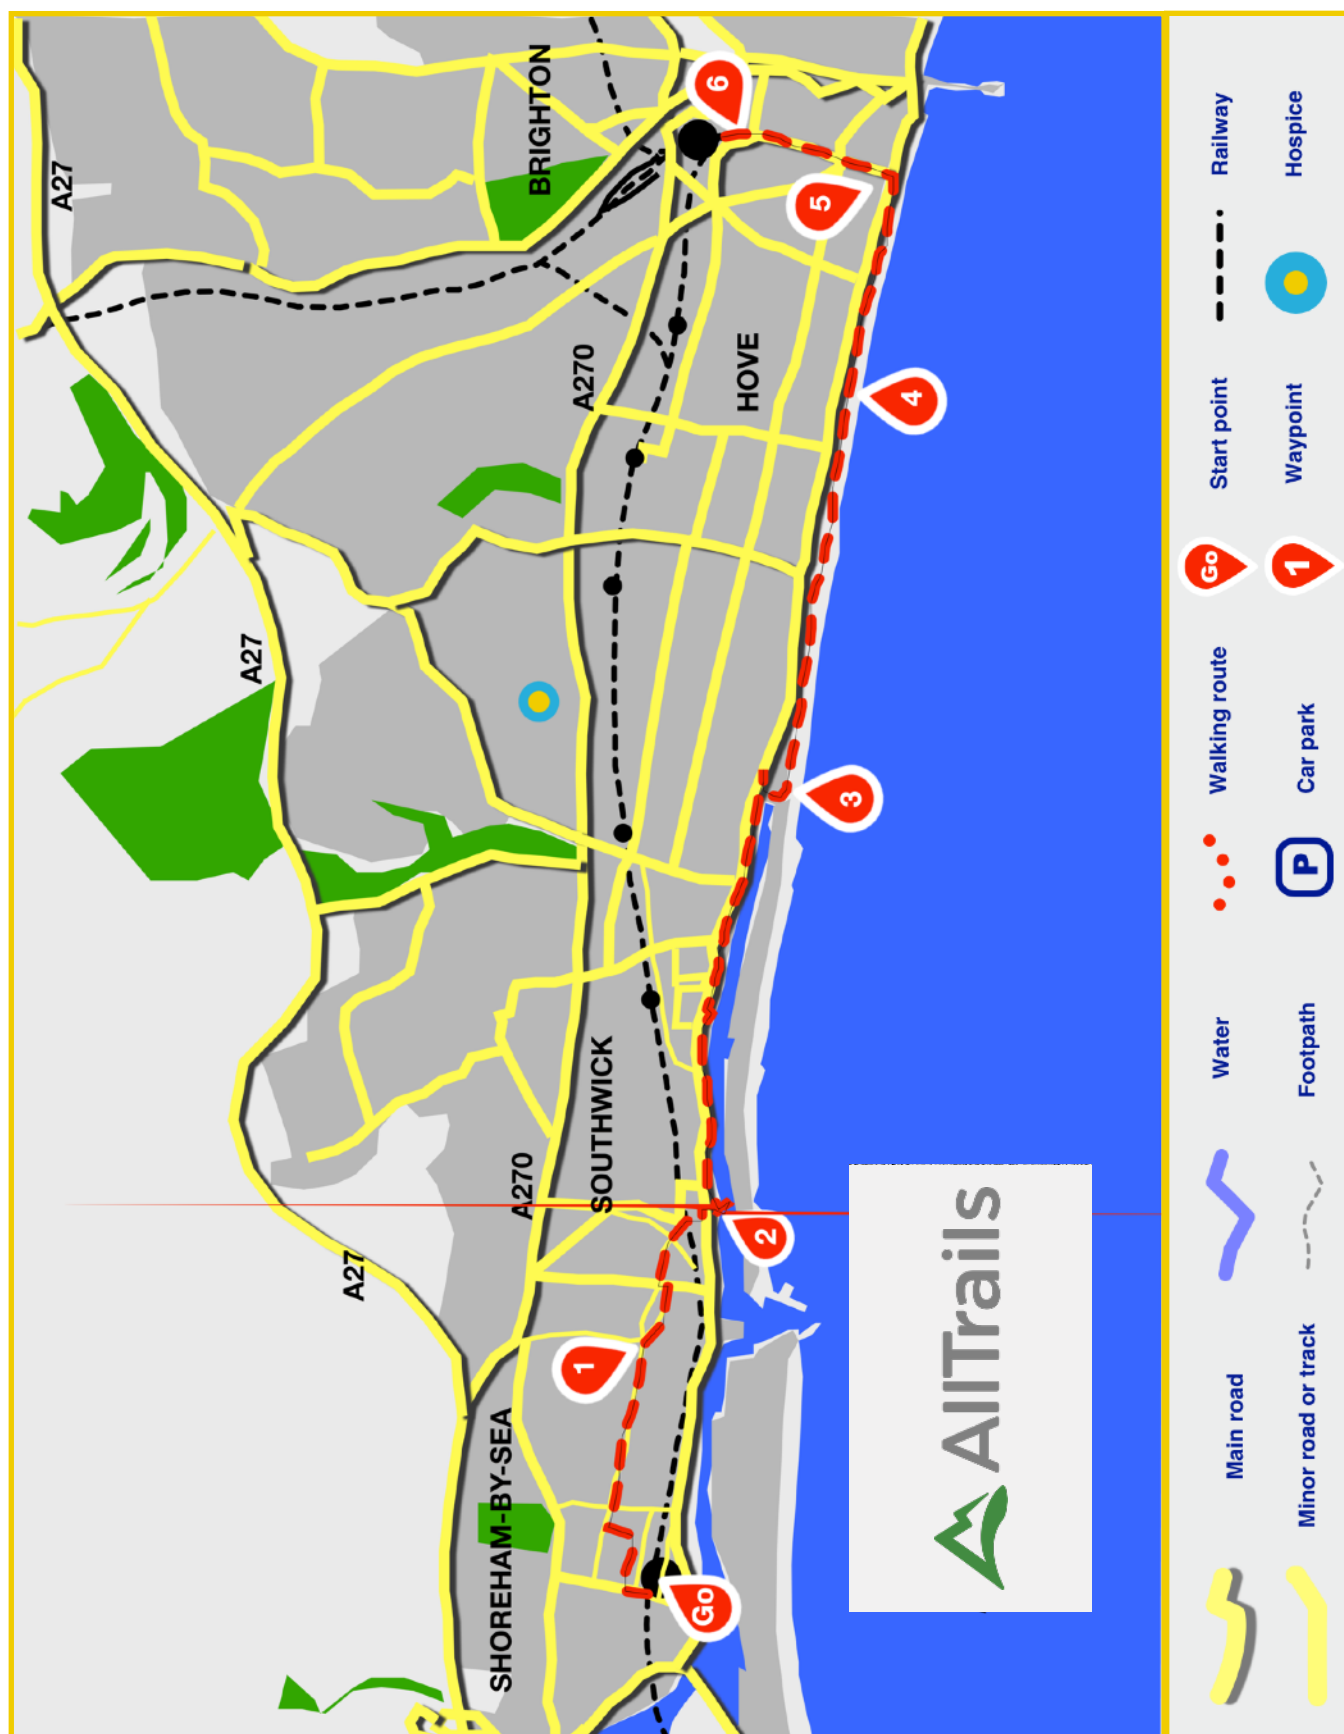 A27
BRIGHTON
6
5
A270
HOVE
4
A27
3
A27
A270
SOUTHWICK
2
1
SHOREHAM-BY-SEA
Go
AllTrails
Main road
Water
Walking route
Go
Start point
Railway
Minor road or track
Footpath
P
Car park
1
Waypoint
Hospice